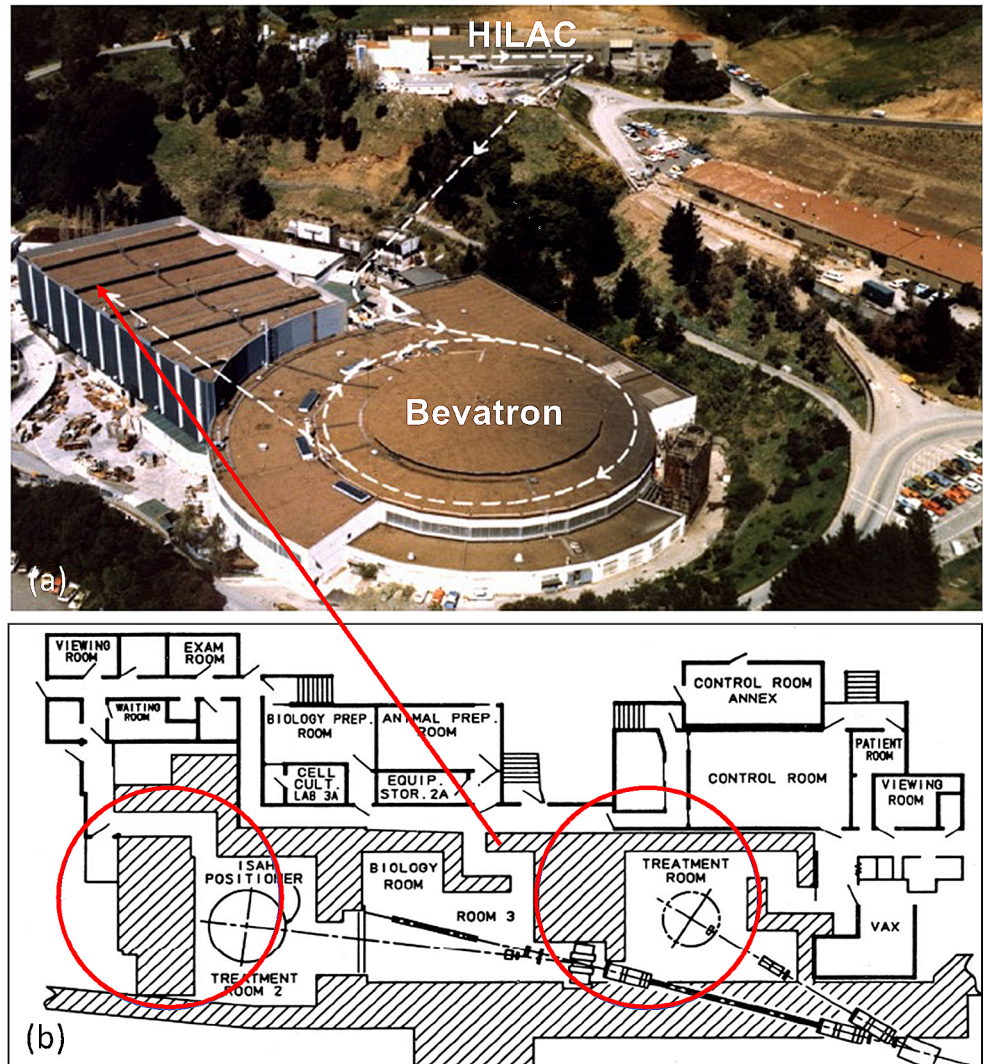 HILAC
Bevatron
(a)
VIEWING
ROOM
EXAM
ROOM
WAITING
ROOM
BIOLOGY PREP.
ROOM
ANIMAL PREP.
ROOM
CELL
CULT.
LAB 3A
EQUIP.
STOR. 2A
CONTROL ROOM
ANNEX
CONTROL ROOM
PATIENT
ROOM
VIEWING
ROOM
ISAH
POSITIONER
BIOLOGY
ROOM
ROOM 3
TREATMENT
ROOM
TREATMENT
ROOM 2
VAX
(b)